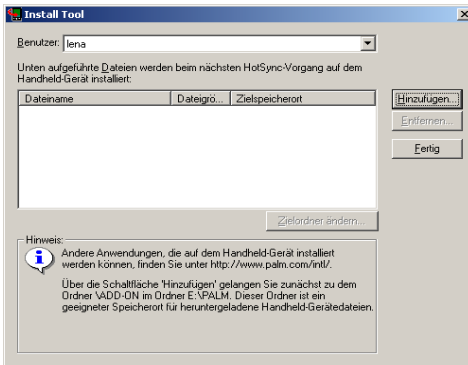 Install Tool
Benutzer: lena
Unten aufgeführte Dateien werden beim nächsten HotSync-Vorgang auf dem
Handheld-Gerät installiert:
Dateiname Dateigrö... Zielspeicherort
Hinzufügen...
Entfernen...
Fertig
Zielordner ändern...
Hinweis:
Andere Anwendungen, die auf dem Handheld-Gerät installiert
werden können, finden Sie unter http://www.palm.com/intl/.
Über die Schaltfläche 'Hinzufügen' gelangen Sie zunächst zu dem
Ordner \ADD-ON im Ordner E:\PALM. Dieser Ordner ist ein
geeigneter Speicherort für heruntergeladene Handheld-Gerätedateien.